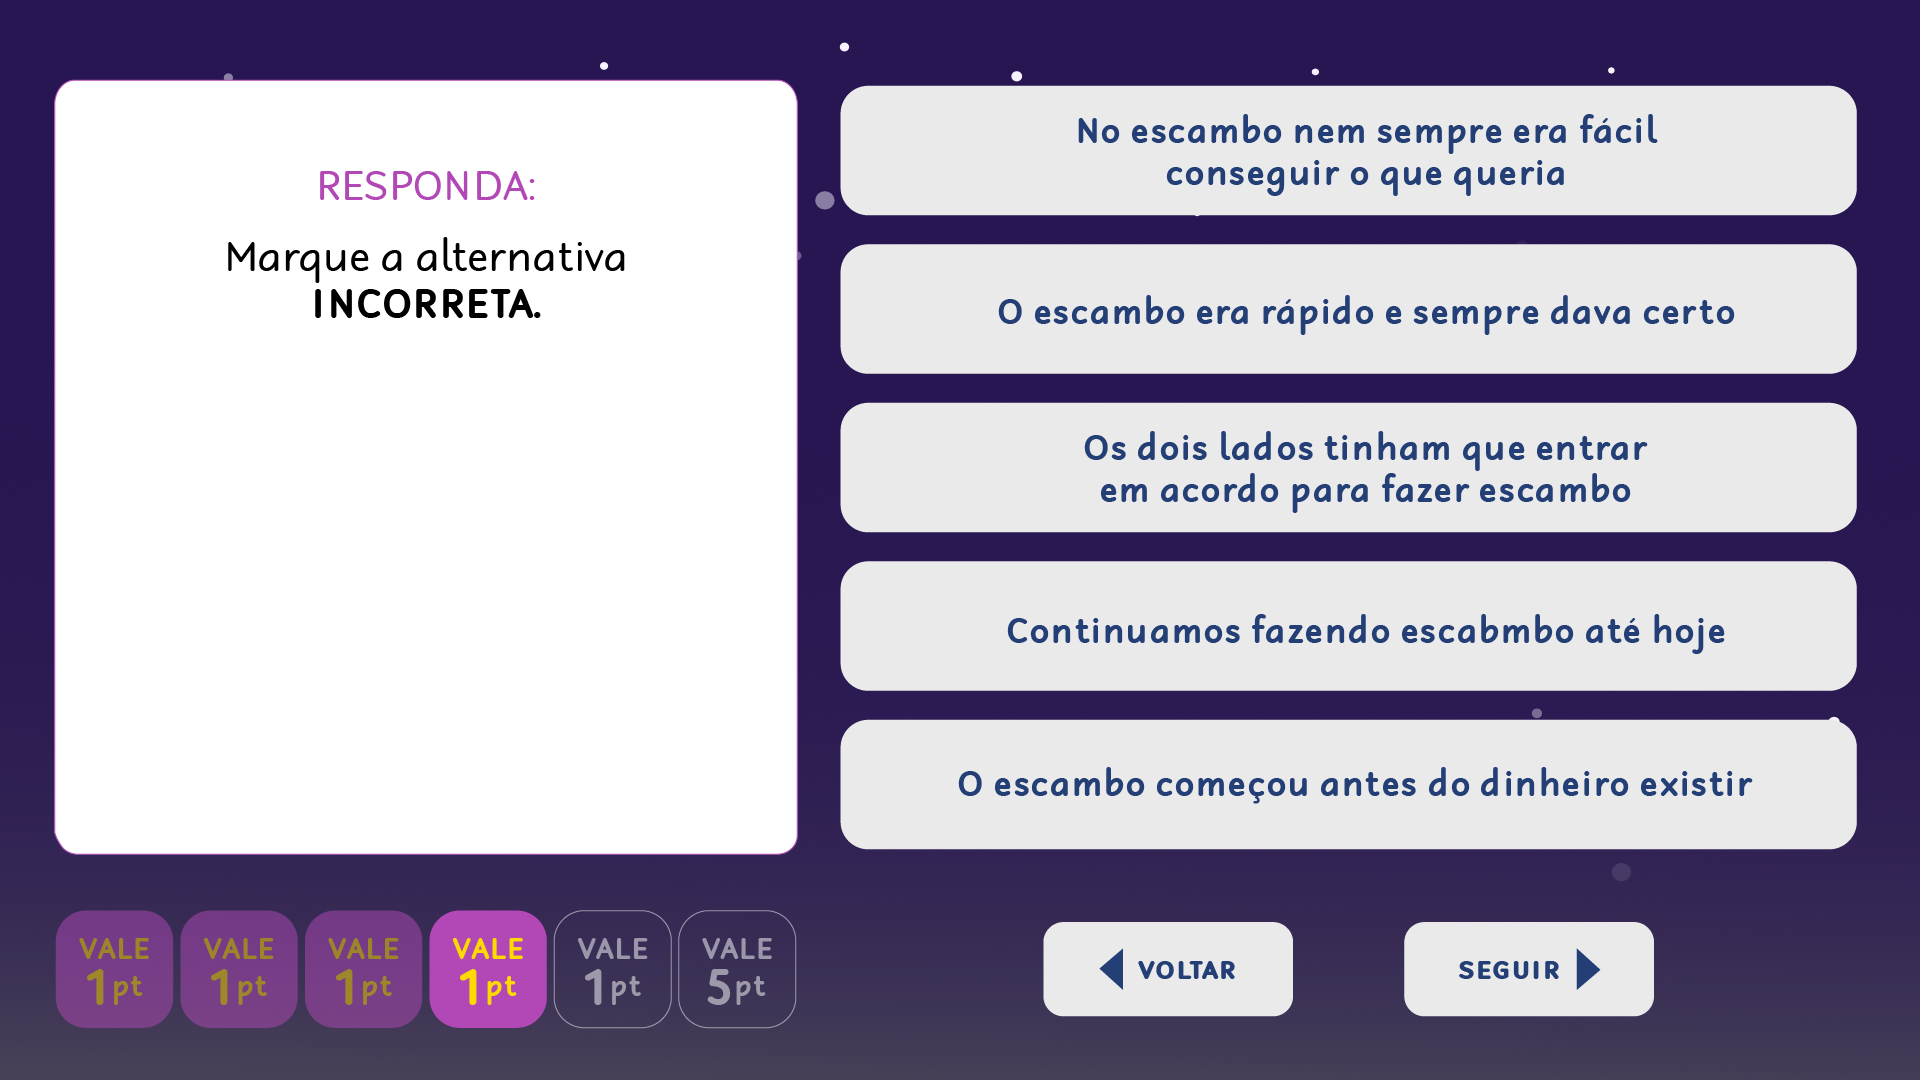 RESPONDA:
Marque a alternativa
INCORRETA.
No escambo nem sempre era fácil
conseguir o que queria
O escambo era rápido e sempre dava certo
Os dois lados tinham que entrar
em acordo para fazer escambo
Continuamos fazendo escabmbo até hoje
O escambo começou antes do dinheiro existir
VALE
1pt
VALE
1pt
VALE
1pt
VALE
1pt
VALE
1pt
VALE
5pt
VOLTAR
SEGUIR